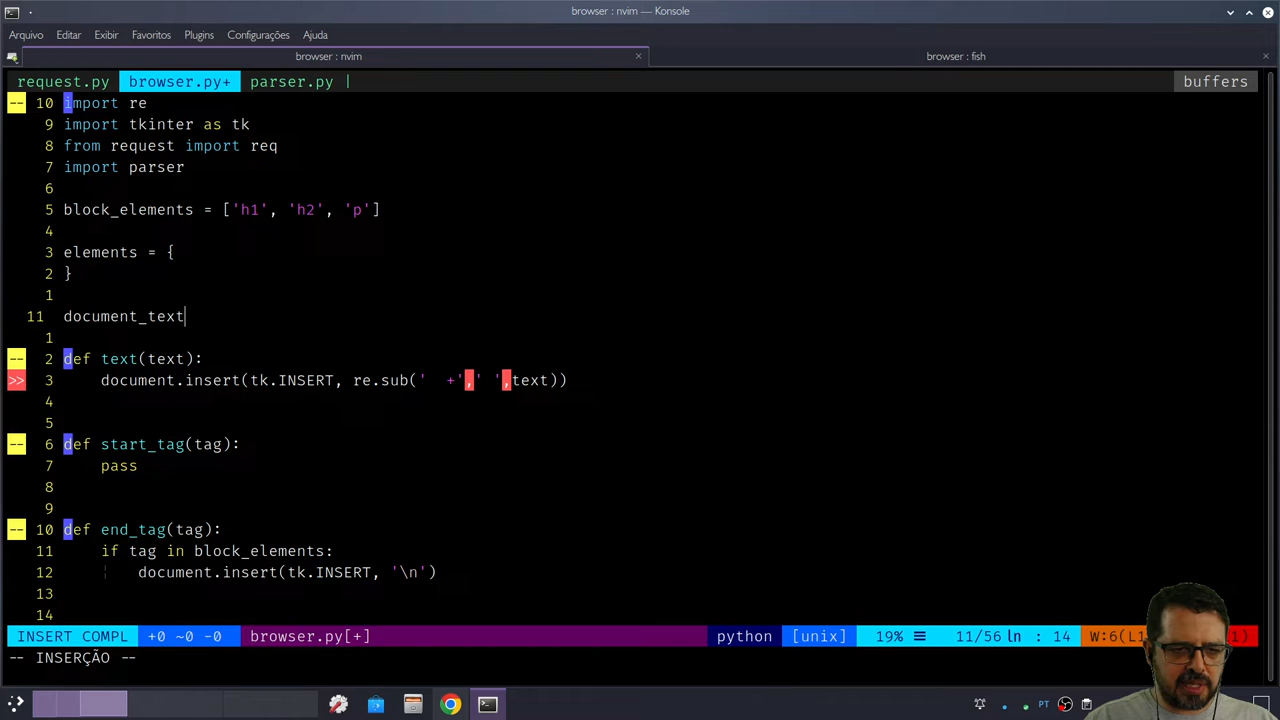 browser : nvim — Konsole
Arquivo Editar Exibir Favoritos Plugins Configurações Ajuda
browser : nvim
browser : fish
request.py browser.py+ parser.py | buffers
-- 10 import re
9 import tkinter as tk
8 from request import req
7 import parser
6
5 block_elements = ['h1', 'h2', 'p']
4
3 elements = {
2 }
1
11 document_text
1
-- 2 def text(text):
>> 3 document.insert(tk.INSERT, re.sub('  +',' ',text))
4
5
-- 6 def start_tag(tag):
7 pass
8
9
-- 10 def end_tag(tag):
11 if tag in block_elements:
12 ¦ document.insert(tk.INSERT, '\n')
13
14
INSERT COMPL +0 ~0 -0 browser.py[+] python [unix] 19% ≡ 11/56 ln : 14 W:6(L1
-- INSERÇÃO --
PT